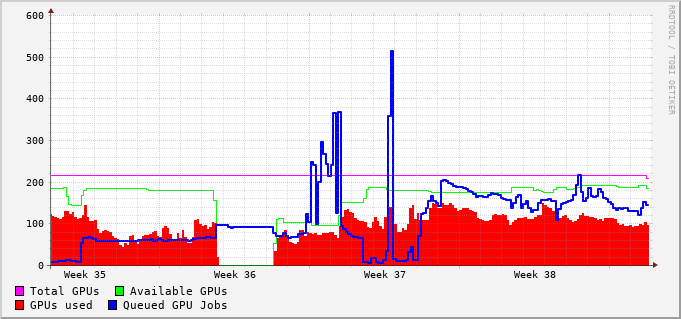 600
500
400
300
200
100
0
Week 35 Week 36 Week 37 Week 38
Total GPUs Available GPUs
GPUs used Queued GPU Jobs
RRDTOOL / TOBI OETIKER